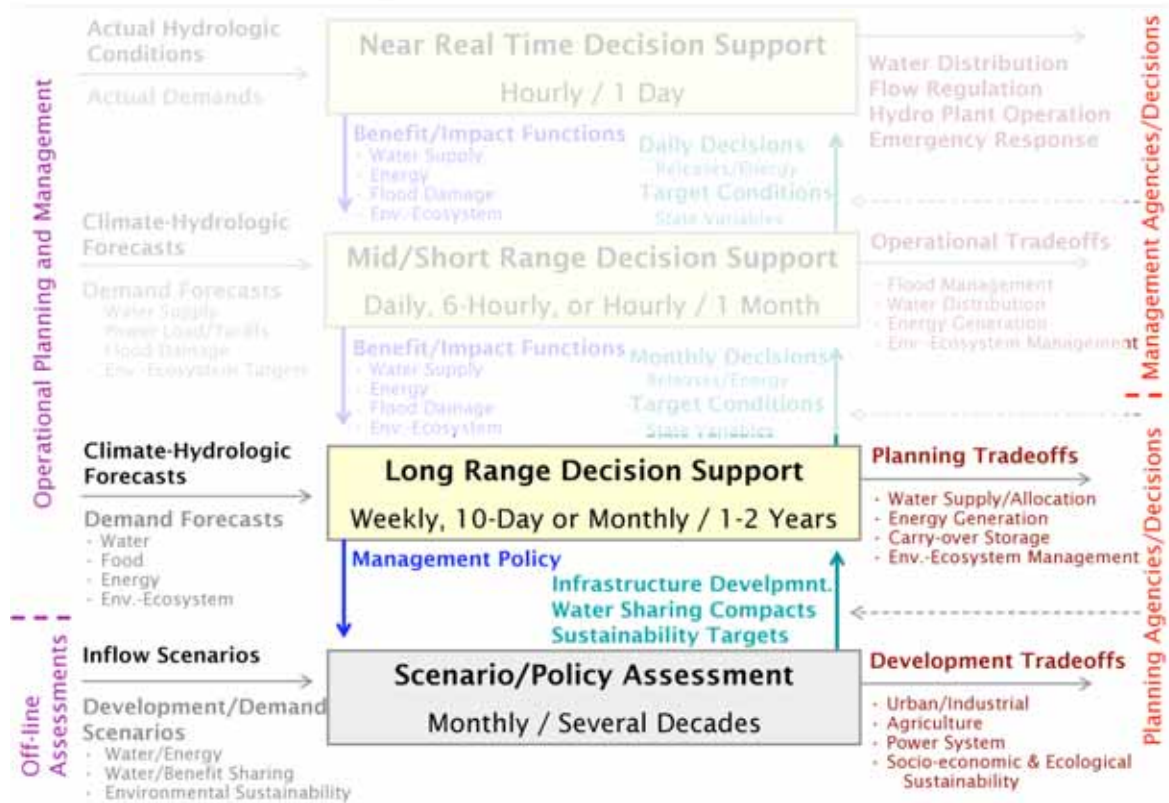 Operational Planning and Management
Off-line
Assessments
Actual Hydrologic
Conditions
Actual Demands
Near Real Time Decision Support
Hourly / 1 Day
Water Distribution
Flow Regulation
Hydro Plant Operation
Emergency Response
Benefit/Impact Functions
- Water Supply
- Energy
- Flood Damage
- Env.-Ecosystem
Daily Decisions
Releases/Energy
Target Conditions
State Variables
Climate-Hydrologic
Forecasts
Demand Forecasts
Water Supply
Power Load/Tariffs
Flood Damage
- Env.-Ecosystem Targets
Mid/Short Range Decision Support
Daily, 6-Hourly, or Hourly / 1 Month
Operational Tradeoffs
- Flood Management
- Water Distribution
- Energy Generation
- Env-Ecosystem Management
Benefit/Impact Functions
- Water Supply
- Energy
- Flood Damage
- Env.-Ecosystem
Monthly Decisions
Releases/Energy
Target Conditions
State Variables
Climate-Hydrologic
Forecasts
Demand Forecasts
- Water
- Food
- Energy
- Env.-Ecosystem
Long Range Decision Support
Weekly, 10-Day or Monthly / 1-2 Years
Planning Tradeoffs
- Water Supply/Allocation
- Energy Generation
- Carry-over Storage
- Env.-Ecosystem Management
Management Policy
Infrastructure Develpmnt.
Water Sharing Compacts
Sustainability Targets
Inflow Scenarios
Development/Demand
Scenarios
- Water/Energy
- Water/Benefit Sharing
- Environmental Sustainability
Scenario/Policy Assessment
Monthly / Several Decades
Development Tradeoffs
- Urban/Industrial
- Agriculture
- Power System
- Socio-economic & Ecological
Sustainability
Management Agencies/Decisions
Planning Agencies/Decisions